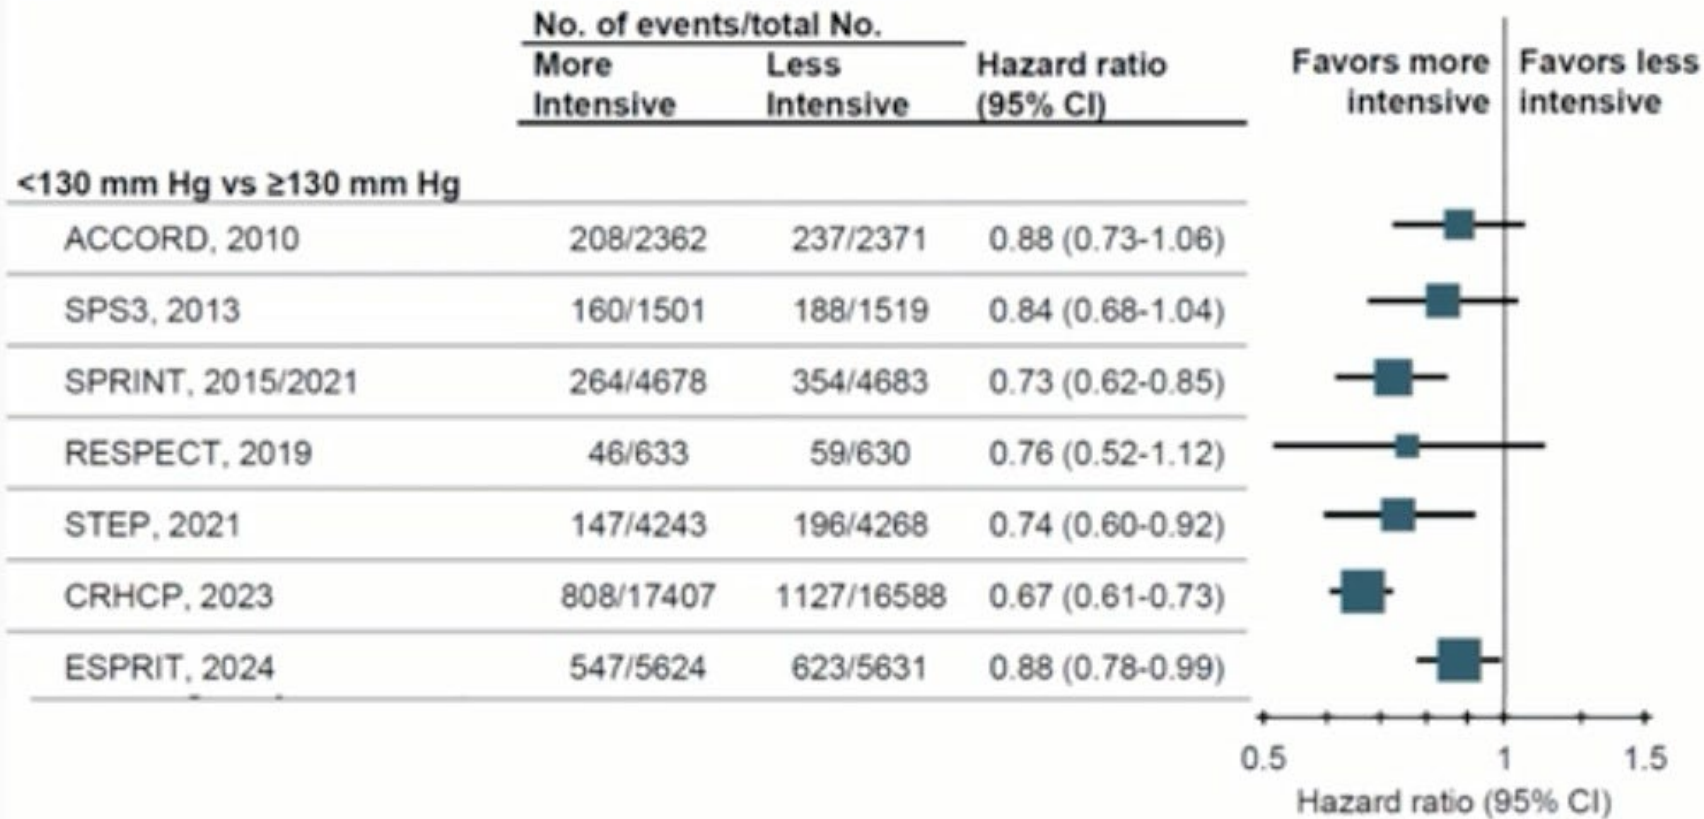 No. of events/total No.
More Intensive Less Intensive Hazard ratio (95% CI) Favors more intensive Favors less intensive
<130 mm Hg vs ≥130 mm Hg
ACCORD, 2010 208/2362 237/2371 0.88 (0.73-1.06)
SPS3, 2013 160/1501 188/1519 0.84 (0.68-1.04)
SPRINT, 2015/2021 264/4678 354/4683 0.73 (0.62-0.85)
RESPECT, 2019 46/633 59/630 0.76 (0.52-1.12)
STEP, 2021 147/4243 196/4268 0.74 (0.60-0.92)
CRHCP, 2023 808/17407 1127/16588 0.67 (0.61-0.73)
ESPRIT, 2024 547/5624 623/5631 0.88 (0.78-0.99)
0.5 1 1.5
Hazard ratio (95% CI)